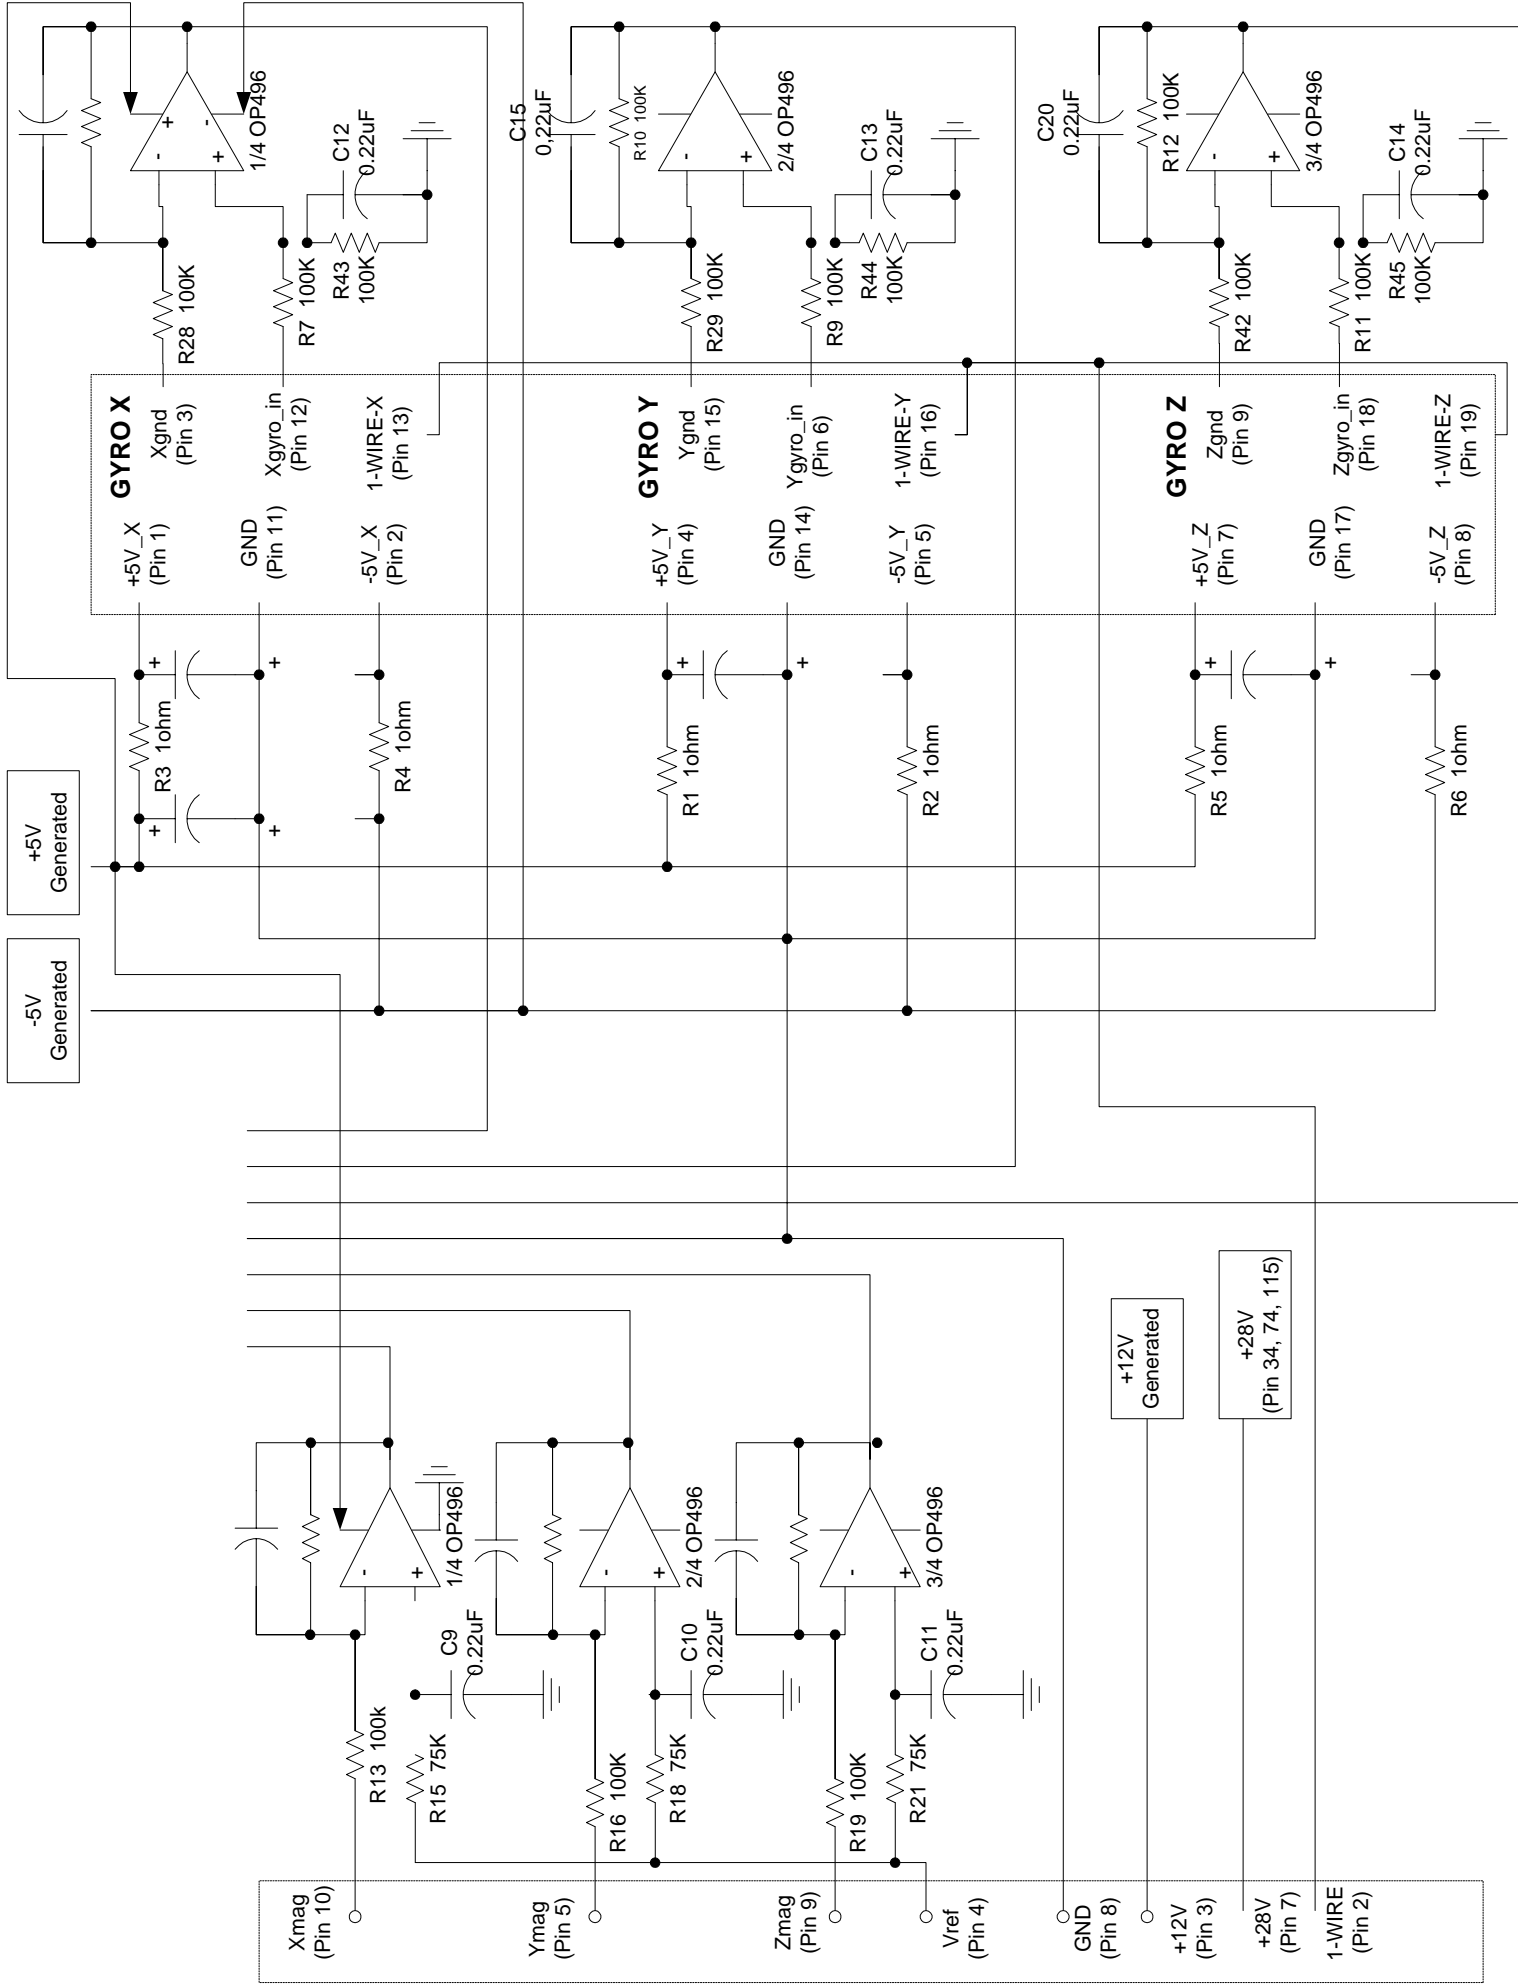 1/4 OP496
C12
0.22uF
R28 100K
R7 100K
R43
100K
C15
0,22uF
R10 100K
2/4 OP496
C13
0.22uF
R29 100K
R9 100K
R44
100K
C20
0.22uF
R12 100K
3/4 OP496
C14
0.22uF
R42 100K
R11 100K
R45
100K
GYRO X
Xgnd
(Pin 3)
Xgyro_in
(Pin 12)
1-WIRE-X
(Pin 13)
+5V_X
(Pin 1)
GND
(Pin 11)
-5V_X
(Pin 2)
GYRO Y
Ygnd
(Pin 15)
Ygyro_in
(Pin 6)
1-WIRE-Y
(Pin 16)
+5V_Y
(Pin 4)
GND
(Pin 14)
-5V_Y
(Pin 5)
GYRO Z
Zgnd
(Pin 9)
Zgyro_in
(Pin 18)
1-WIRE-Z
(Pin 19)
+5V_Z
(Pin 7)
GND
(Pin 17)
-5V_Z
(Pin 8)
R3 1ohm
R4 1ohm
R1 1ohm
R2 1ohm
R5 1ohm
R6 1ohm
+5V
Generated
-5V
Generated
1/4 OP496
2/4 OP496
3/4 OP496
C9
0.22uF
C10
0.22uF
C11
0.22uF
R13 100k
R15 75K
R16 100K
R18 75K
R19 100K
R21 75K
+12V
Generated
+28V
(Pin 34, 74, 115)
Xmag
(Pin 10)
Ymag
(Pin 5)
Zmag
(Pin 9)
Vref
(Pin 4)
GND
(Pin 8)
+12V
(Pin 3)
+28V
(Pin 7)
1-WIRE
(Pin 2)